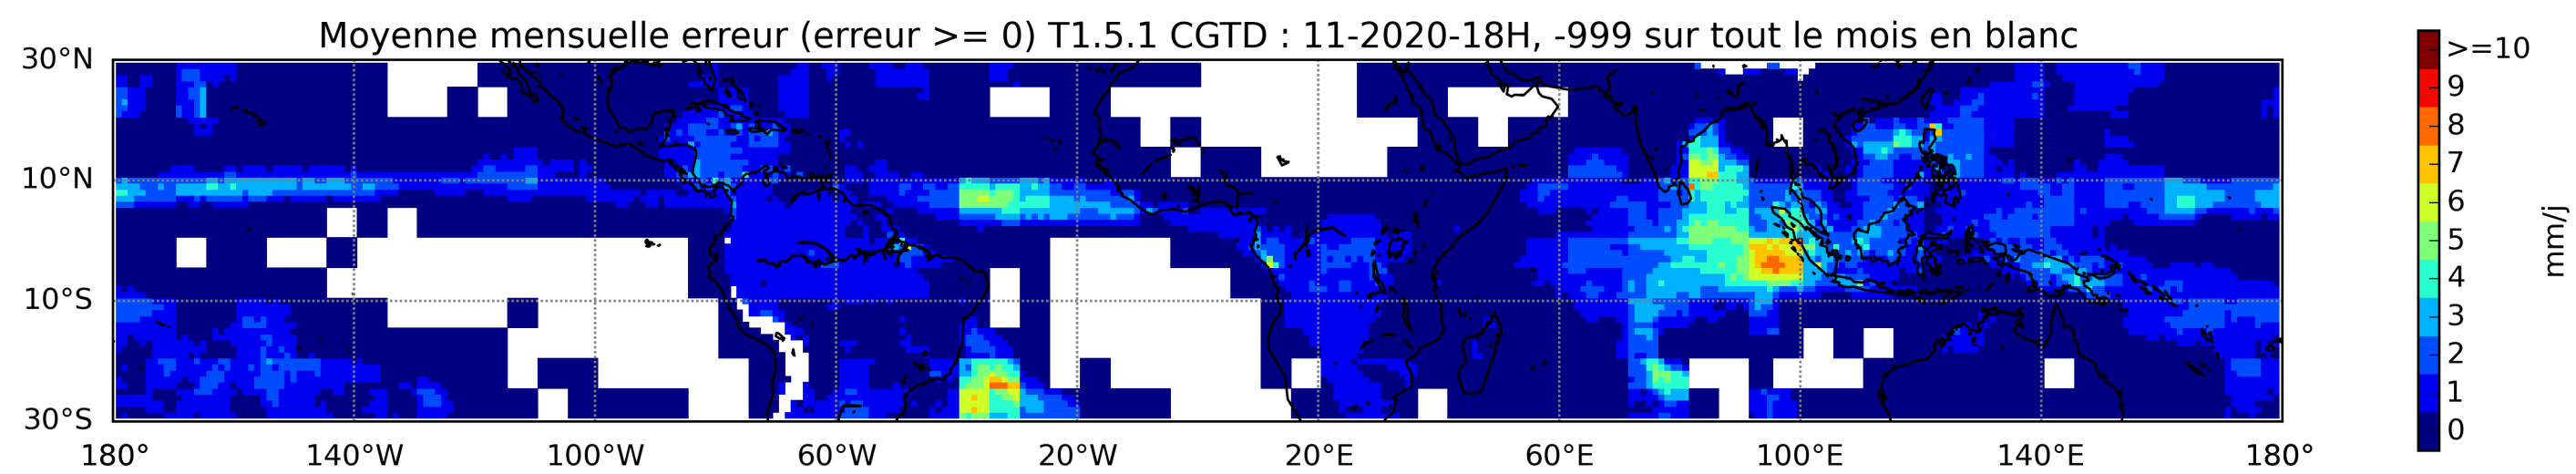 Moyenne mensuelle erreur (erreur >= 0) T1.5.1 CGTD : 11-2020-18H, -999 sur tout le mois en blanc
30°N
10°N
10°S
30°S
180° 140°W 100°W 60°W 20°W 20°E 60°E 100°E 140°E 180°
>=10
9
8
7
6
5
4
3
2
1
0
mm/j